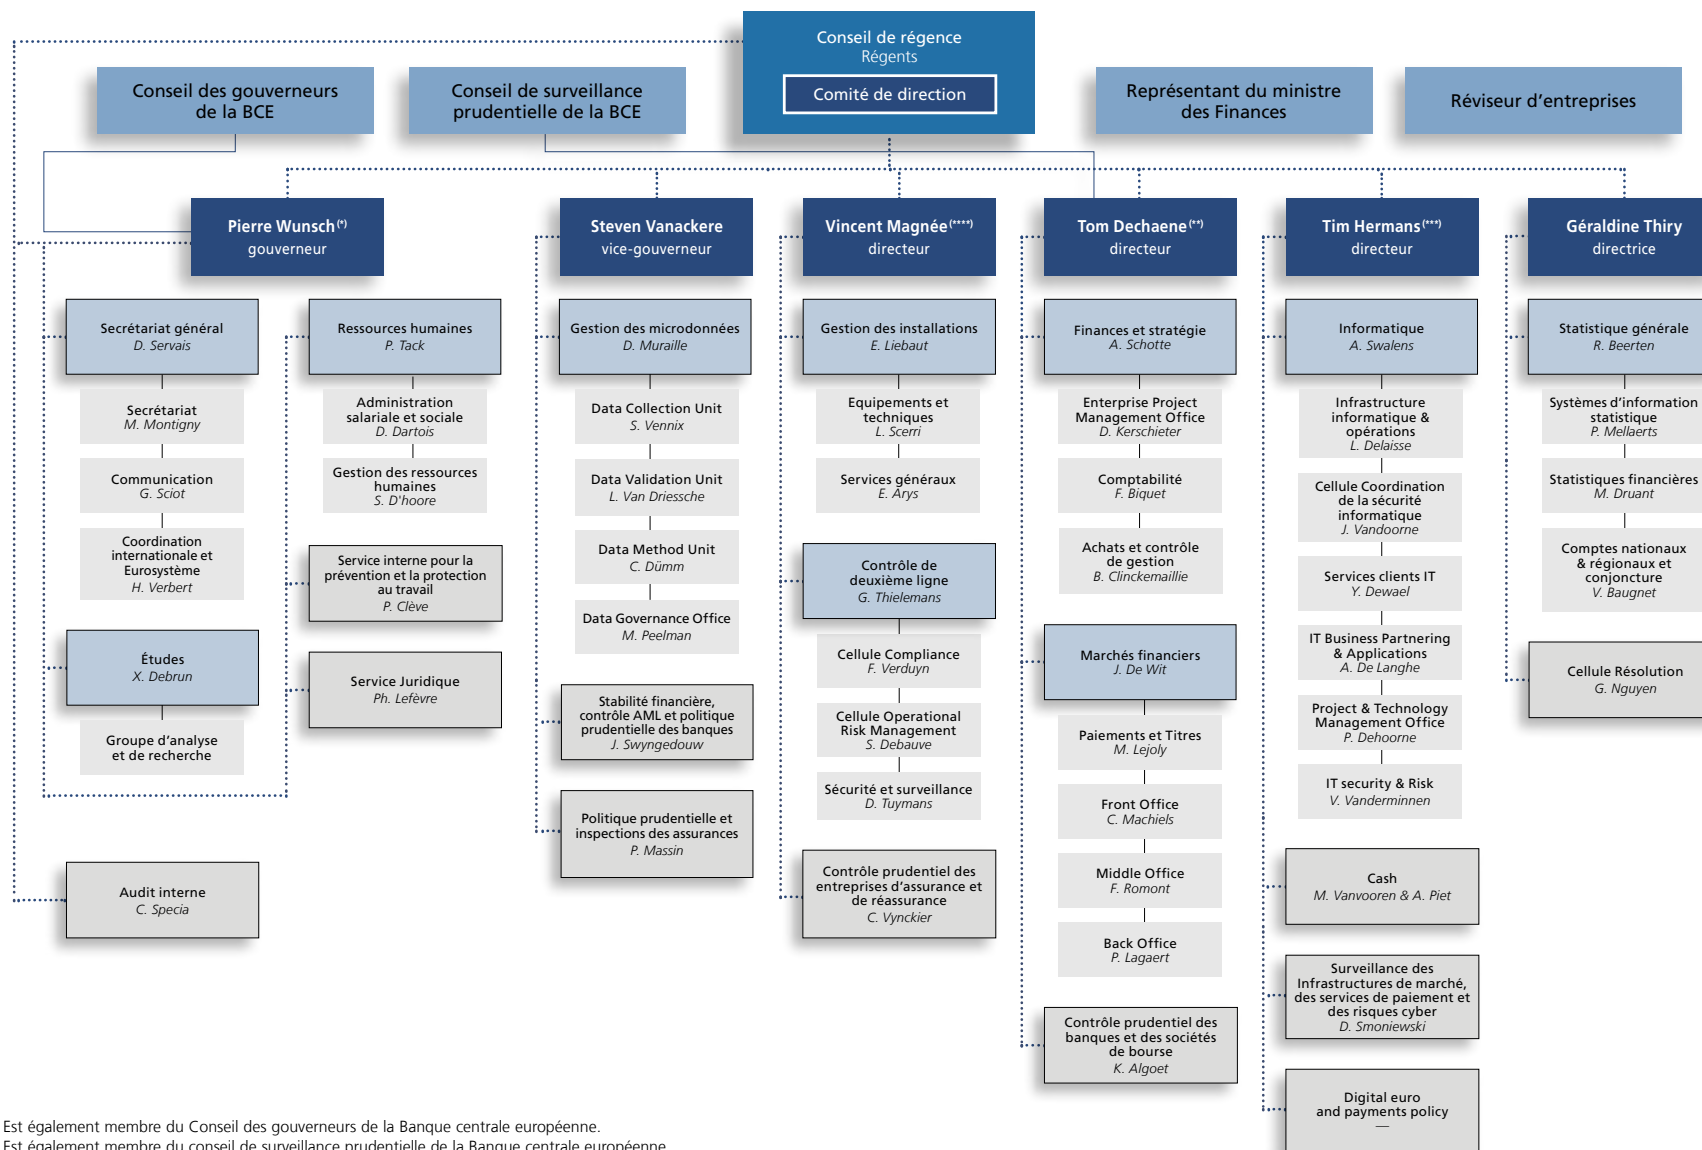 Conseil de régence
Régents
Comité de direction
Conseil des gouverneurs
de la BCE
Conseil de surveillance
prudentielle de la BCE
Représentant du ministre
des Finances
Réviseur d'entreprises
Pierre Wunsch (*)
gouverneur
Steven Vanackere
vice-gouverneur
Vincent Magnée (****)
directeur
Tom Dechaene (**)
directeur
Tim Hermans (***)
directeur
Géraldine Thiry
directrice
Secrétariat général
D. Servais
Secrétariat
M. Montigny
Communication
G. Sciot
Coordination
internationale et
Eurosystème
H. Verbert
Études
X. Debrun
Groupe d'analyse
et de recherche
Audit interne
C. Specia
Ressources humaines
P. Tack
Administration
salariale et sociale
D. Dartois
Gestion des ressources
humaines
S. D'hoore
Service interne pour la
prévention et la protection
au travail
P. Clève
Service Juridique
Ph. Lefèvre
Gestion des microdonnées
D. Muraille
Data Collection Unit
S. Vennix
Data Validation Unit
L. Van Driessche
Data Method Unit
C. Dümm
Data Governance Office
M. Peelman
Stabilité financière,
contrôle AML et politique
prudentielle des banques
J. Swyngedouw
Politique prudentielle et
inspections des assurances
P. Massin
Gestion des installations
E. Liebaut
Equipements et
techniques
L. Scerri
Services généraux
E. Arys
Contrôle de
deuxième ligne
G. Thielemans
Cellule Compliance
F. Verduyn
Cellule Operational
Risk Management
S. Debauve
Sécurité et surveillance
D. Tuymans
Contrôle prudentiel des
entreprises d'assurance et
de réassurance
C. Vynckier
Finances et stratégie
A. Schotte
Enterprise Project
Management Office
D. Kerschieter
Comptabilité
F. Biquet
Achats et contrôle
de gestion
B. Clinckemaillie
Marchés financiers
J. De Wit
Paiements et Titres
M. Lejoly
Front Office
C. Machiels
Middle Office
F. Romont
Back Office
P. Lagaert
Contrôle prudentiel des
banques et des sociétés
de bourse
K. Algoet
Informatique
A. Swalens
Infrastructure
informatique &
opérations
L. Delaisse
Cellule Coordination
de la sécurité
informatique
J. Vandoorne
Services clients IT
Y. Dewael
IT Business Partnering
& Applications
A. De Langhe
Project & Technology
Management Office
P. Dehoorne
IT security & Risk
V. Vanderminnen
Cash
M. Vanvooren & A. Piet
Surveillance des
Infrastructures de marché,
des services de paiement et
des risques cyber
D. Smoniewski
Digital euro
and payments policy
—
Statistique générale
R. Beerten
Systèmes d'information
statistique
P. Mellaerts
Statistiques financières
M. Druant
Comptes nationaux
& régionaux et
conjoncture
V. Baugnet
Cellule Résolution
G. Nguyen
Est également membre du Conseil des gouverneurs de la Banque centrale européenne.
Est également membre du conseil de surveillance prudentielle de la Banque centrale européenne